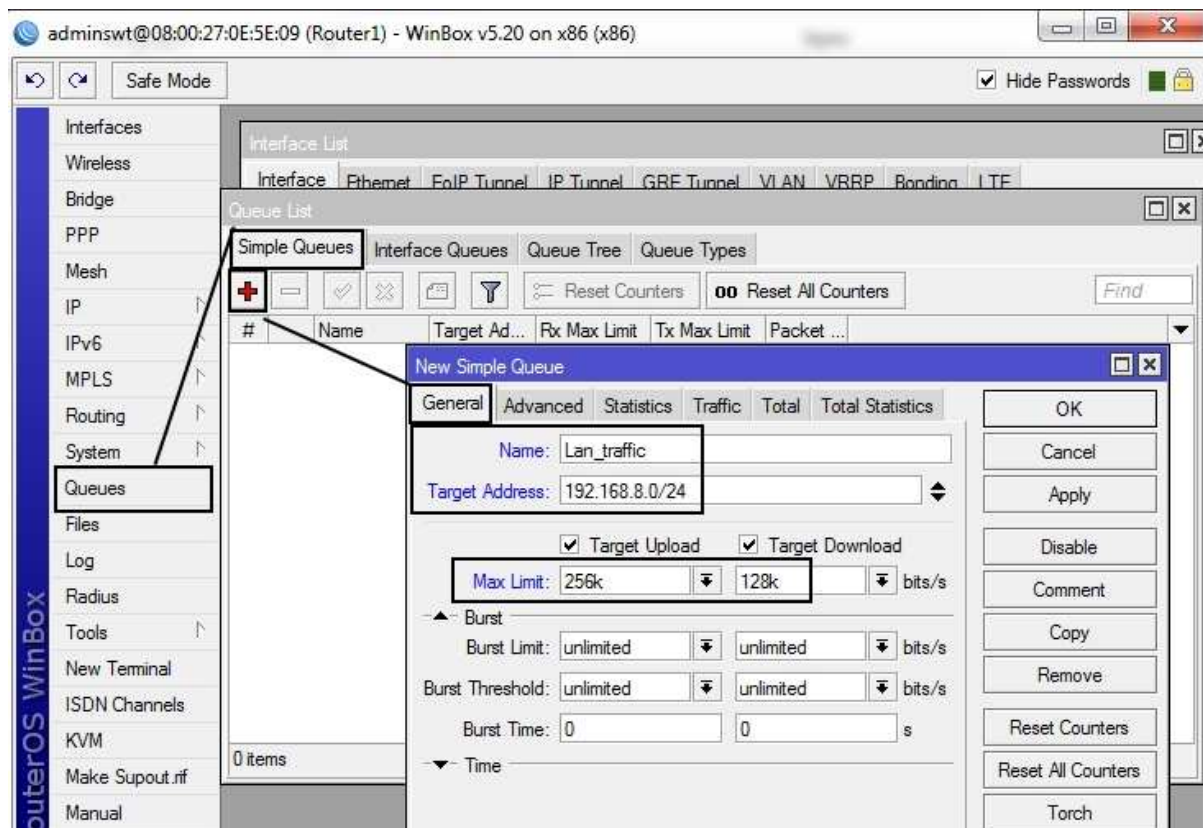 adminswt@08:00:27:0E:5E:09 (Router1) - WinBox v5.20 on x86 (x86)
Safe Mode
Hide Passwords
Interfaces
Wireless
Bridge
PPP
Mesh
IP
IPv6
MPLS
Routing
System
Queues
Files
Log
Radius
Tools
New Terminal
ISDN Channels
KVM
Make Supout.rif
Manual
outerOS WinBox
Interface List
Interface Ethernet EoIP Tunnel IP Tunnel GRE Tunnel VLAN VRRP Bonding LTE
Queue List
Simple Queues Interface Queues Queue Tree Queue Types
Reset Counters 00 Reset All Counters Find
# Name Target Ad... Rx Max Limit Tx Max Limit Packet ...
0 items
New Simple Queue
General Advanced Statistics Traffic Total Total Statistics
Name: Lan_traffic
Target Address: 192.168.8.0/24
Target Upload Target Download
Max Limit: 256k 128k bits/s
Burst
Burst Limit: unlimited unlimited bits/s
Burst Threshold: unlimited unlimited bits/s
Burst Time: 0 0 s
Time
OK
Cancel
Apply
Disable
Comment
Copy
Remove
Reset Counters
Reset All Counters
Torch